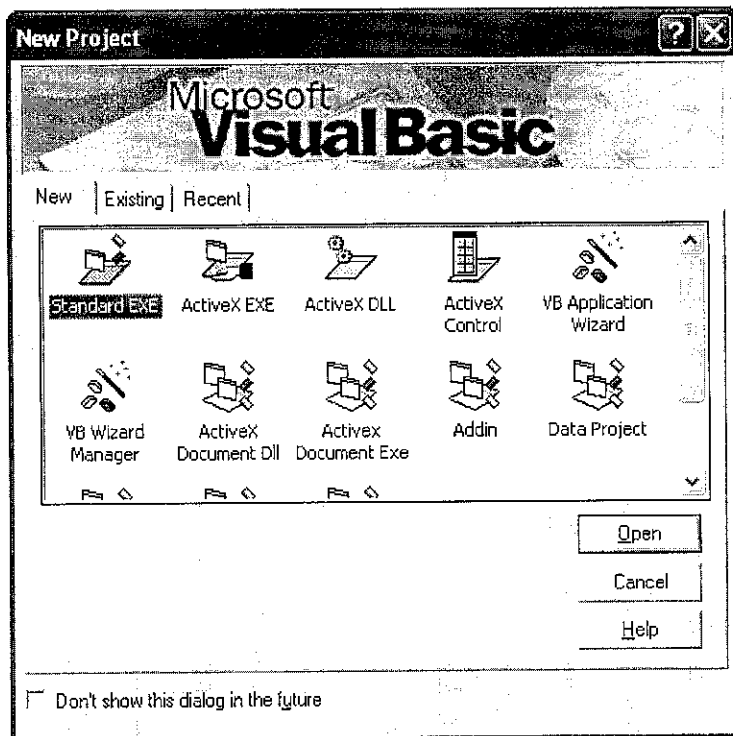 New Project
Microsoft
Visual Basic
New Existing Recent
Standard EXE ActiveX EXE ActiveX DLL ActiveX Control VB Application Wizard
VB Wizard Manager ActiveX Document Dll Activex Document Exe Addin Data Project
Open
Cancel
Help
Don't show this dialog in the future